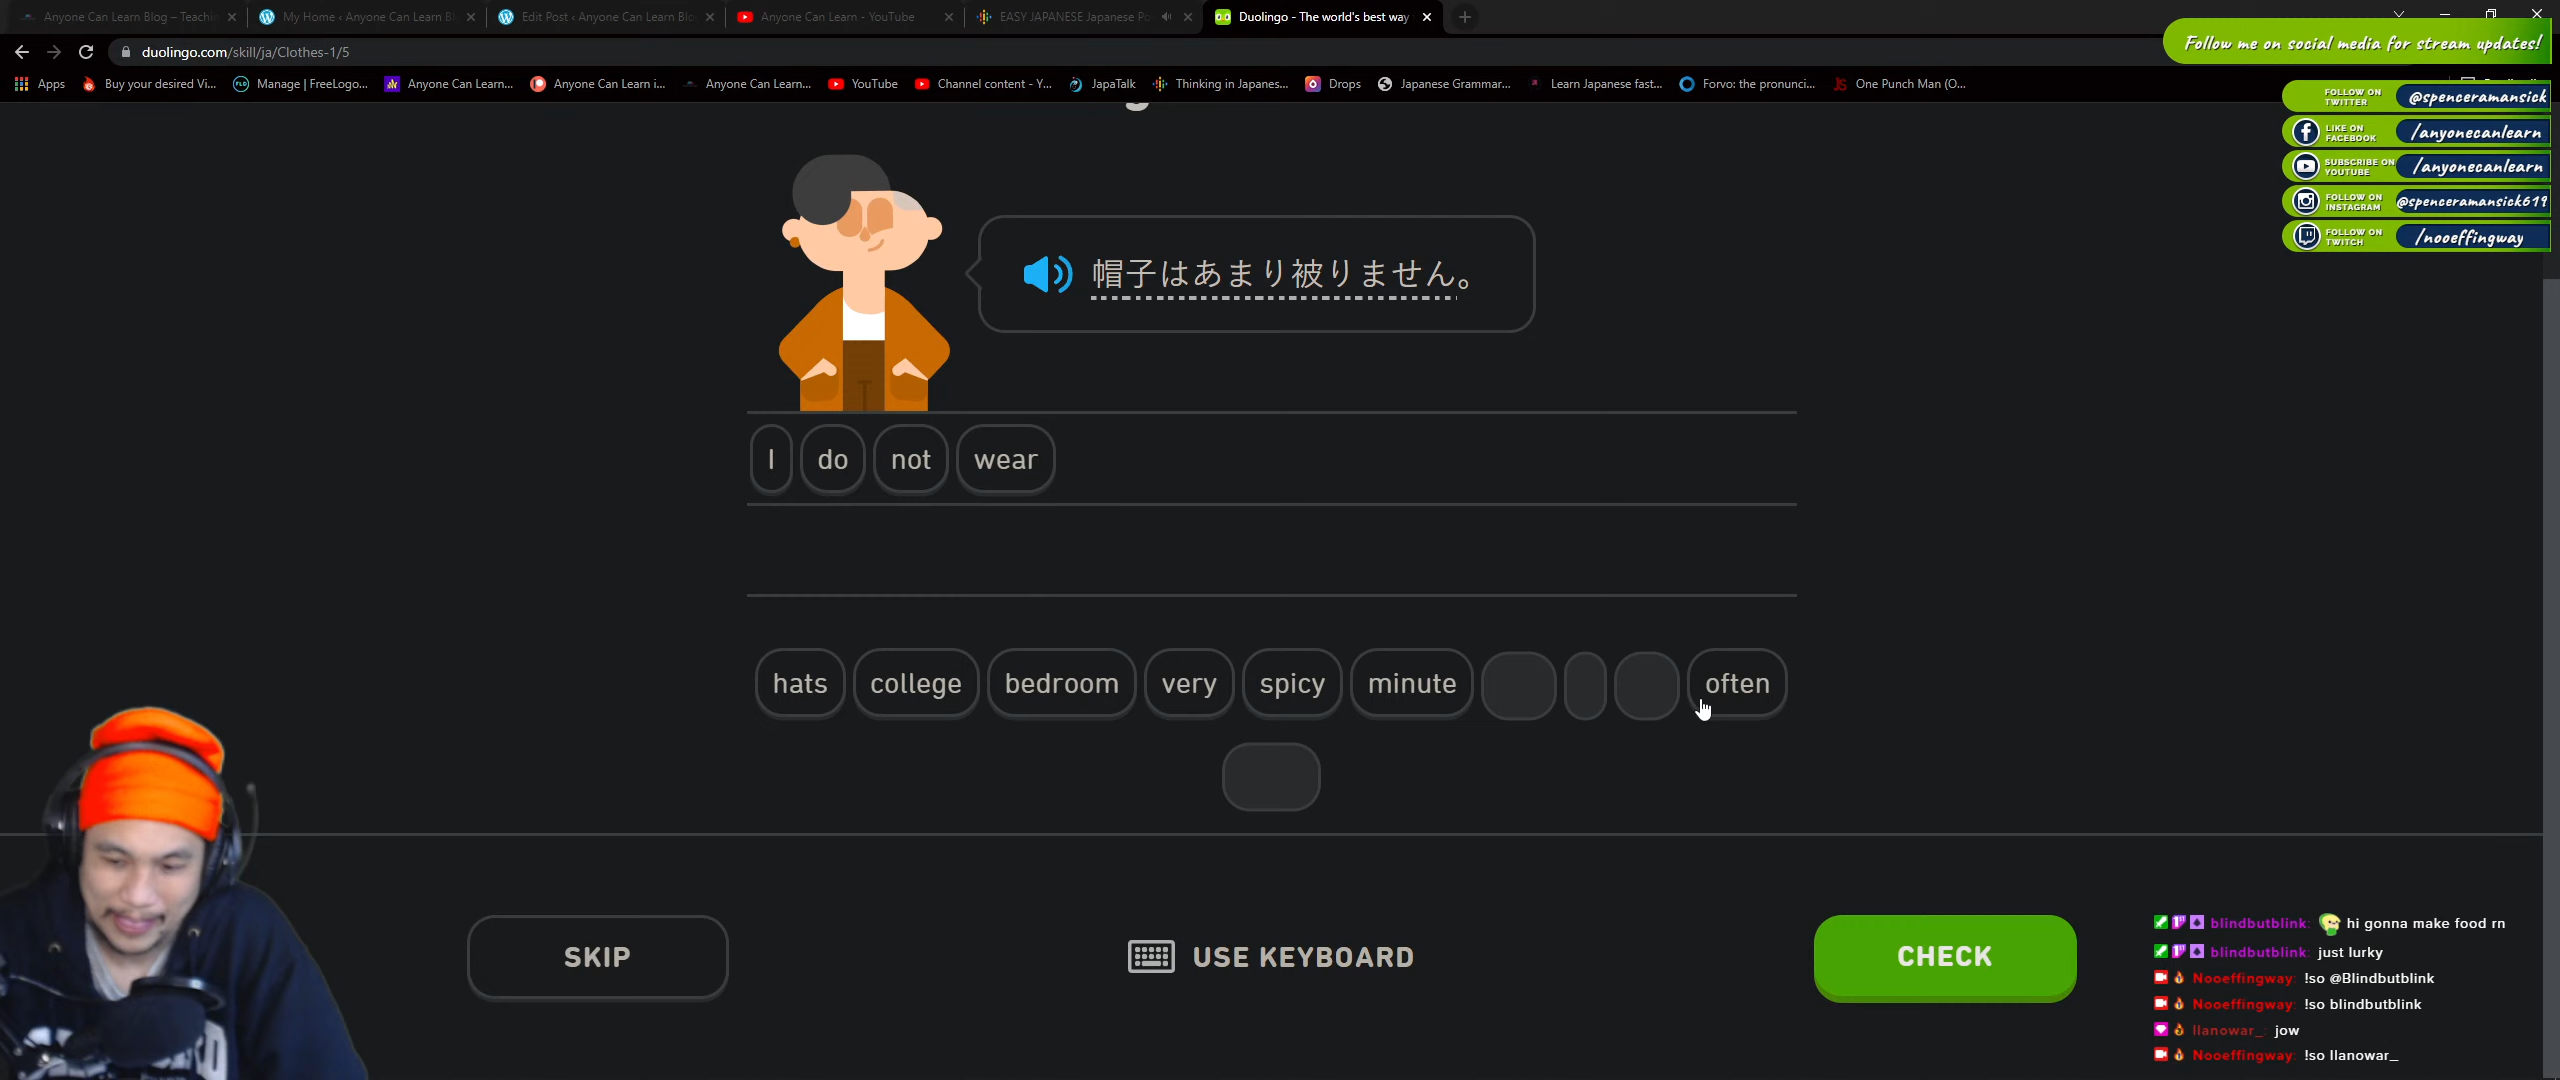 Anyone Can Learn Blog – Teachin
My Home ‹ Anyone Can Learn Bl
Edit Post ‹ Anyone Can Learn Blo
Anyone Can Learn - YouTube
EASY JAPANESE Japanese Po
Duolingo - The world's best way
duolingo.com/skill/ja/Clothes-1/5
Apps
Buy your desired Vi...
Manage | FreeLogo...
Anyone Can Learn...
Anyone Can Learn i...
Anyone Can Learn...
YouTube
Channel content - Y...
JapaTalk
Thinking in Japanes...
Drops
Japanese Grammar...
Learn Japanese fast...
Forvo: the pronunci...
One Punch Man (O...
Follow me on social media for stream updates!
FOLLOW ON TWITTER @spenceramansick
LIKE ON FACEBOOK /anyonecanlearn
SUBSCRIBE ON YOUTUBE /anyonecanlearn
FOLLOW ON INSTAGRAM @spenceramansick619
FOLLOW ON TWITCH /nooeffingway
帽子はあまり被りません。
I do not wear
hats college bedroom very spicy minute often
SKIP
USE KEYBOARD
CHECK
blindbutblink: hi gonna make food rn
blindbutblink: just lurky
Nooeffingway: !so @Blindbutblink
Nooeffingway: !so blindbutblink
llanowar_: jow
Nooeffingway: !so llanowar_